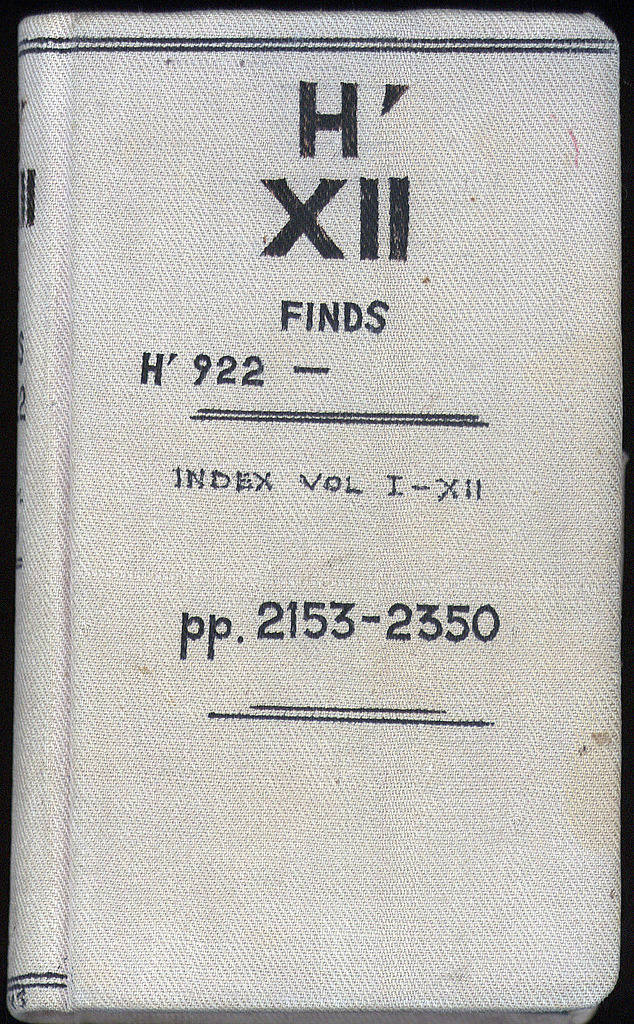 H′
XII
FINDS
H′ 922 —
INDEX VOL I-XII
pp. 2153-2350